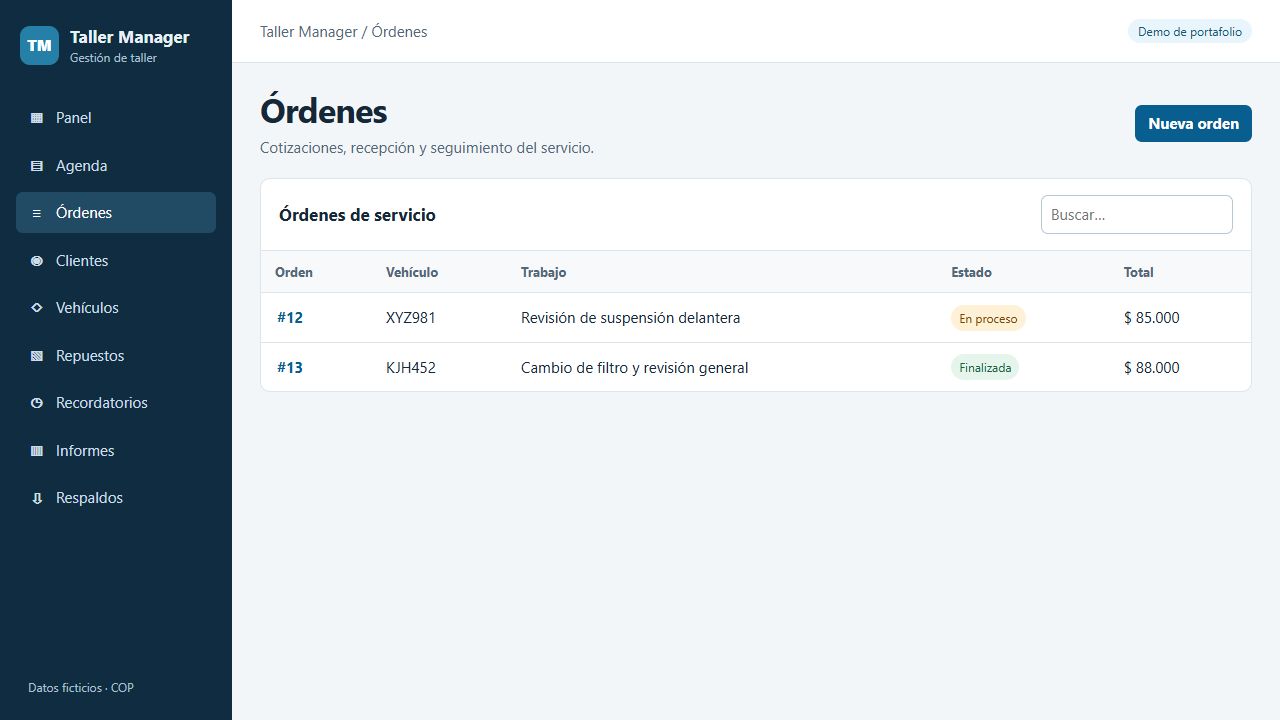 TM
Taller Manager
Gestión de taller
Panel
Agenda
Órdenes
Clientes
Vehículos
Repuestos
Recordatorios
Informes
Respaldos
Datos ficticios · COP
Taller Manager / Órdenes
Demo de portafolio
Órdenes
Cotizaciones, recepción y seguimiento del servicio.
Nueva orden
Órdenes de servicio
Buscar...
Orden Vehículo Trabajo Estado Total
#12 XYZ981 Revisión de suspensión delantera En proceso $ 85.000
#13 KJH452 Cambio de filtro y revisión general Finalizada $ 88.000